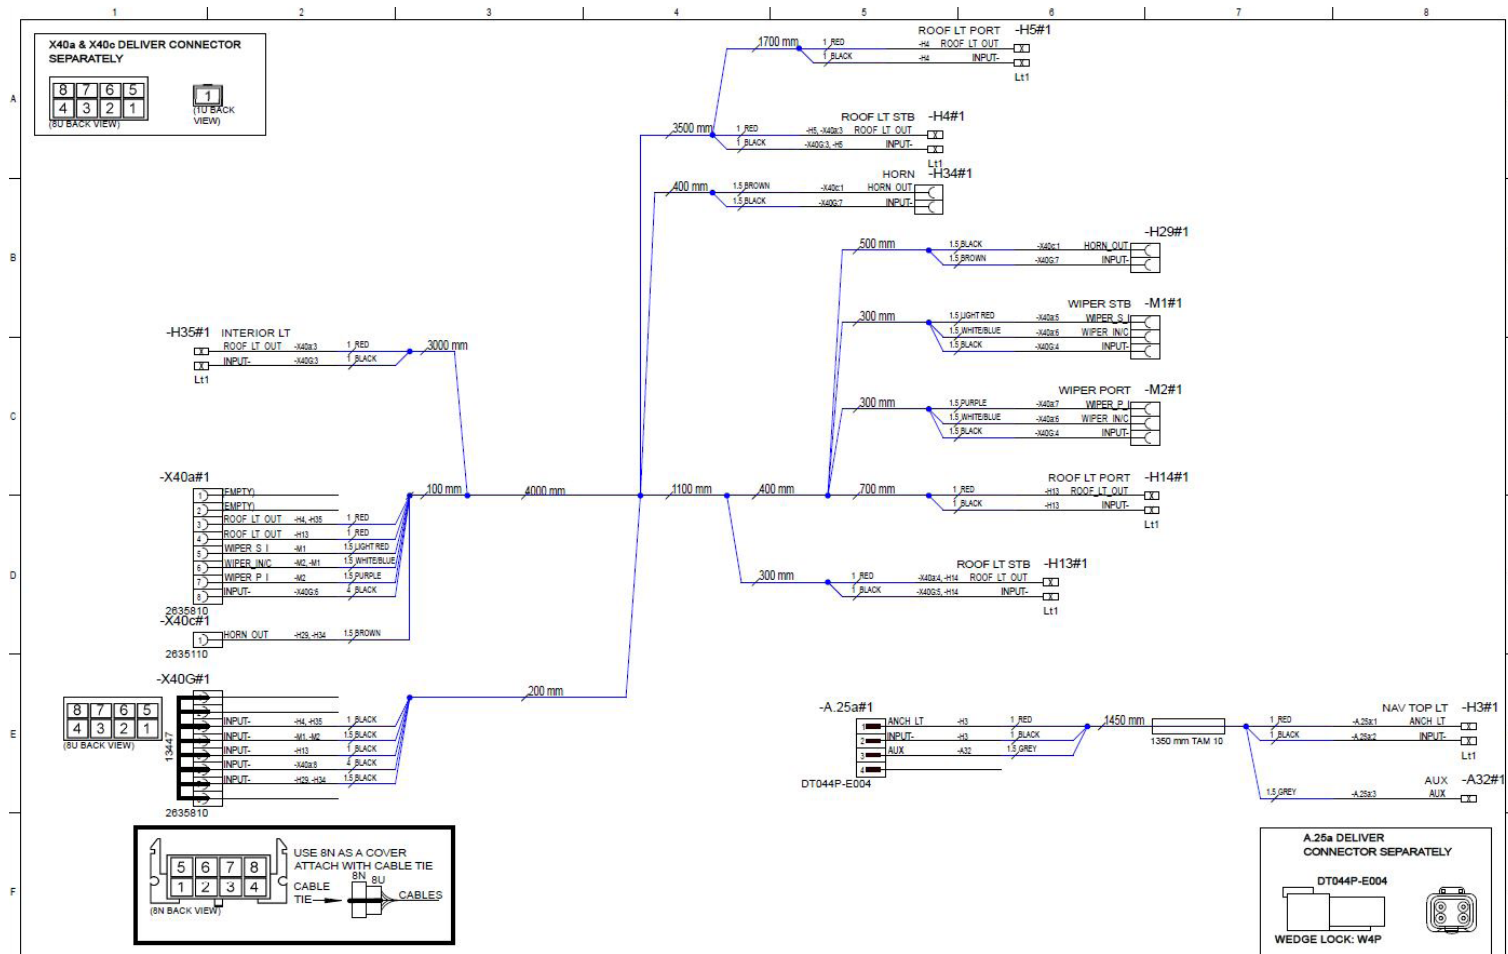 1 2 3 4 5 6 7 8
A
B
C
D
E
F
X40a & X40c DELIVER CONNECTOR
SEPARATELY
8 7 6 5
4 3 2 1
(8U BACK VIEW)
1
(1U BACK
VIEW)
1700 mm
1 RED
-H4 ROOF LT OUT
1 BLACK
-H4 INPUT-
ROOF LT PORT -H5#1
Lt1
3500 mm
ROOF LT STB -H4#1
1 RED
-H5, -X40a:3 ROOF LT OUT
1 BLACK
-X40G:3, -H5 INPUT-
Lt1
400 mm
HORN -H34#1
1.5 BROWN
-X40c:1 HORN OUT
1.5 BLACK
-X40G:7 INPUT-
500 mm
-H29#1
1.5 BLACK
-X40c:1 HORN_OUT
1.5 BROWN
-X40G:7 INPUT-
300 mm
WIPER STB -M1#1
1.5 LIGHT RED
-X40a:5 WIPER_S_I
1.5 WHITE/BLUE
-X40a:6 WIPER IN/C
1.5 BLACK
-X40G:4 INPUT-
-H35#1 INTERIOR LT
ROOF LT OUT -X40a:3 1 RED
INPUT- -X40G:3 1 BLACK
Lt1
3000 mm
300 mm
WIPER PORT -M2#1
1.5 PURPLE
-X40a:7 WIPER_P_I
1.5 WHITE/BLUE
-X40a:6 WIPER IN/C
1.5 BLACK
-X40G:4 INPUT-
100 mm
4000 mm
1100 mm
400 mm
700 mm
ROOF LT PORT -H14#1
1 RED
-H13 ROOF_LT_OUT
1 BLACK
-H13 INPUT-
Lt1
300 mm
ROOF LT STB -H13#1
1 RED
-X40a:4, -H14 ROOF LT OUT
1 BLACK
-X40G:5, -H14 INPUT-
Lt1
-X40a#1
1 (EMPTY)
2 (EMPTY)
3 ROOF LT OUT -H4, -H35 1 RED
4 ROOF LT OUT -H13 1 RED
5 WIPER S I -M1 1.5 LIGHT RED
6 WIPER_IN/C -M2, -M1 1.5 WHITE/BLUE
7 WIPER P I -M2 1.5 PURPLE
8 INPUT- -X40G:6 4 BLACK
2635810
-X40c#1
1 HORN OUT -H29, -H34 1.5 BROWN
2635110
-X40G#1
8 7 6 5
4 3 2 1
(8U BACK VIEW)
13447
INPUT- -H4, -H35 1 BLACK
INPUT- -M1, -M2 1.5 BLACK
INPUT- -H13 1 BLACK
INPUT- -X40a:8 4 BLACK
INPUT- -H29, -H34 1.5 BLACK
2635810
200 mm
-A.25a#1
1 ANCH LT -H3 1 RED
2 INPUT- -H3 1 BLACK
3 AUX -A32 1.5 GREY
4
DT044P-E004
1450 mm
1350 mm TAM 10
NAV TOP LT -H3#1
1 RED
-A.25a:1 ANCH LT
1 BLACK
-A.25a:2 INPUT-
Lt1
AUX -A32#1
1.5 GREY
-A.25a:3 AUX
5 6 7 8
1 2 3 4
(8N BACK VIEW)
USE 8N AS A COVER
ATTACH WITH CABLE TIE
8N 8U
CABLE
TIE
CABLES
A.25a DELIVER
CONNECTOR SEPARATELY
DT044P-E004
WEDGE LOCK: W4P